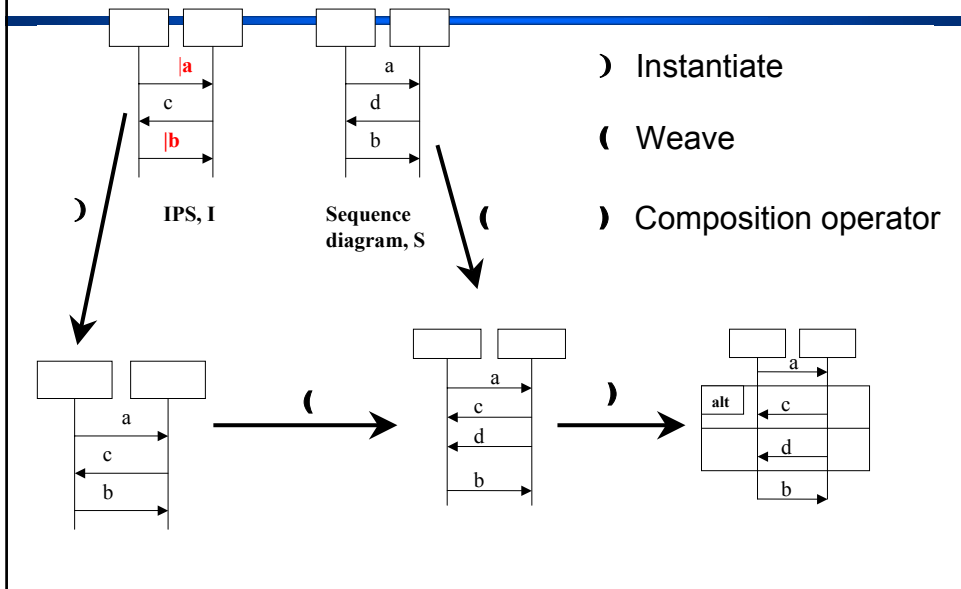 |a
c
|b
IPS, I
a
d
b
Sequence
diagram, S
❩ Instantiate
❨ Weave
❫ Composition operator
❩
❨
a
c
b
❨
a
c
d
b
❫
a
alt
c
d
b